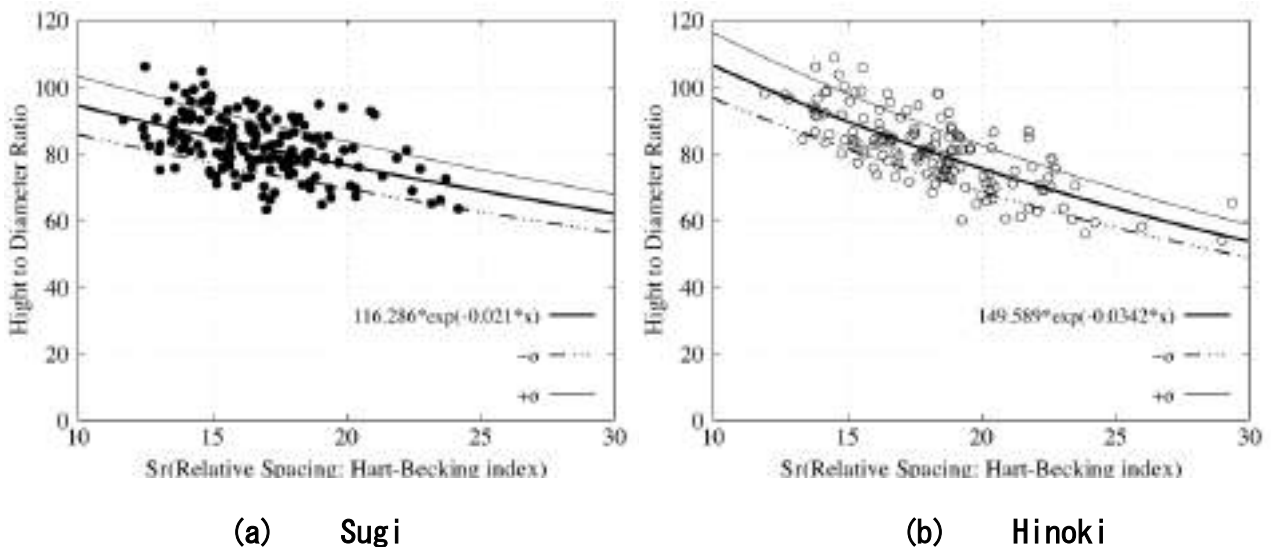 120
100
80
60
40
20
0
Hight to Diameter Ratio
116.286*exp(-0.021*x)
−σ
+σ
10 15 20 25 30
Sr(Relative Spacing: Hart-Becking index)
(a) Sugi
120
100
80
60
40
20
0
Hight to Diameter Ratio
149.589*exp(-0.0342*x)
−σ
+σ
10 15 20 25 30
Sr(Relative Spacing: Hart-Becking index)
(b) Hinoki